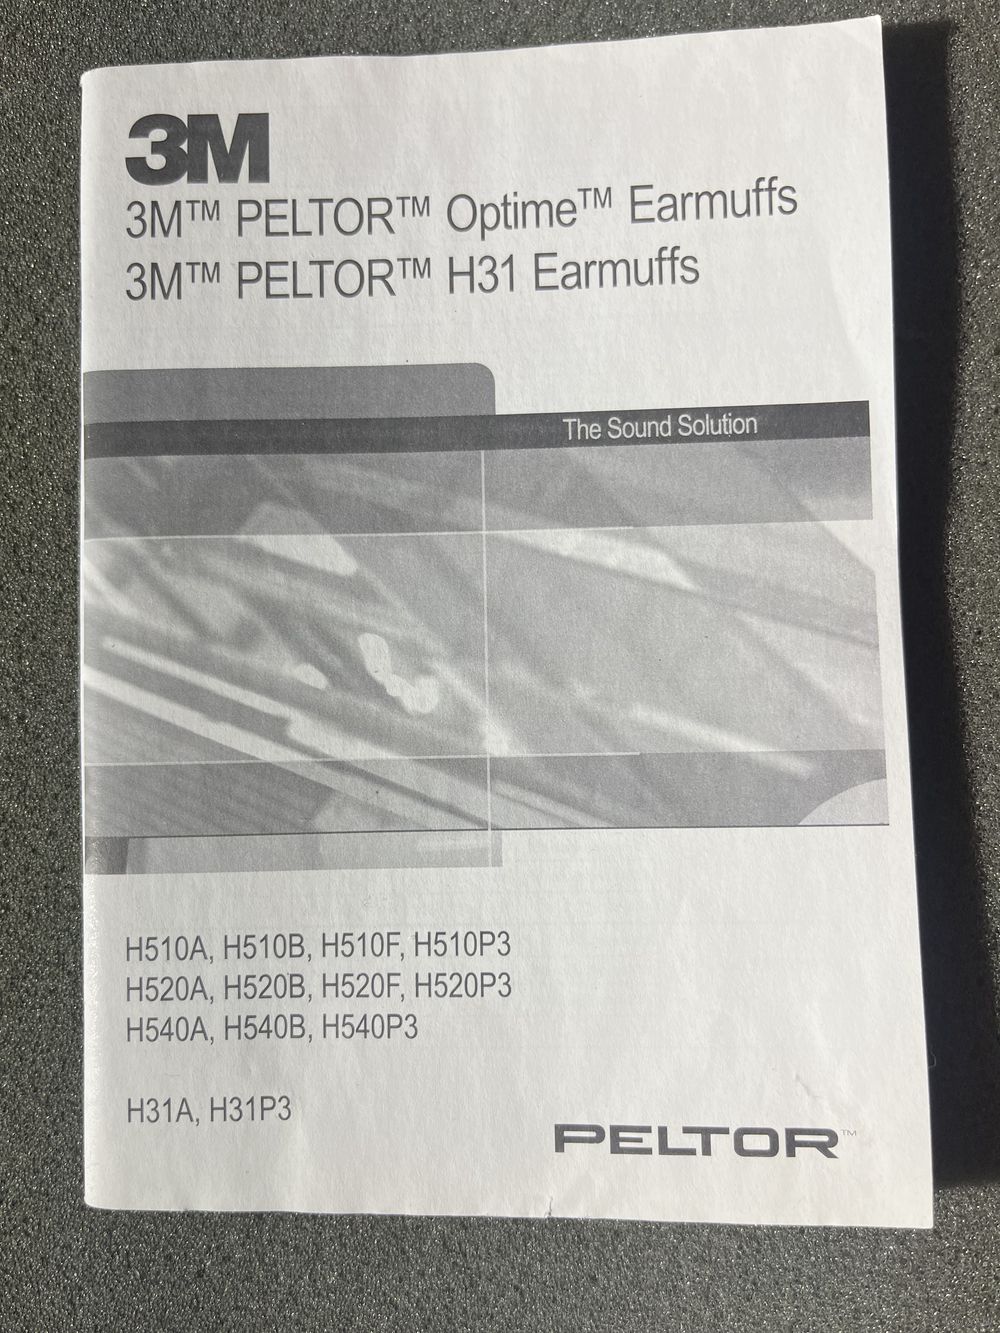 3M
3M™ PELTOR™ Optime™ Earmuffs
3M™ PELTOR™ H31 Earmuffs
The Sound Solution
H510A, H510B, H510F, H510P3
H520A, H520B, H520F, H520P3
H540A, H540B, H540P3
H31A, H31P3
PELTOR™